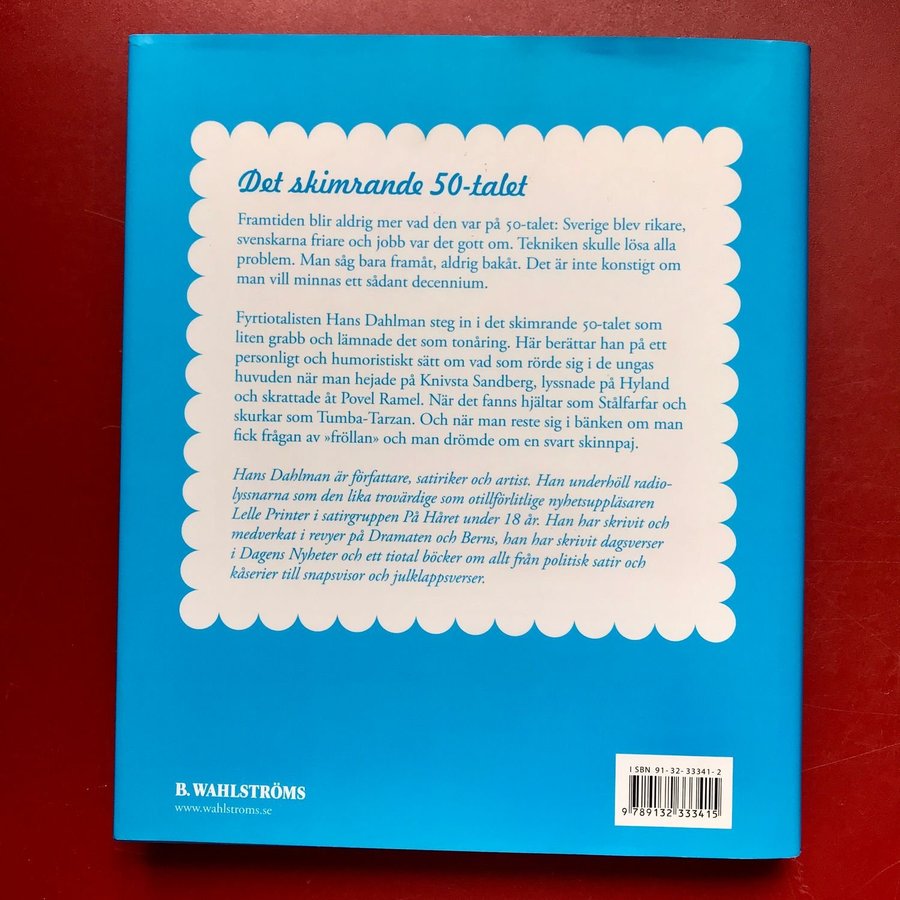 Det skimrande 50-talet
Framtiden blir aldrig mer vad den var på 50-talet: Sverige blev rikare,
svenskarna friare och jobb var det gott om. Tekniken skulle lösa alla
problem. Man såg bara framåt, aldrig bakåt. Det är inte konstigt om
man vill minnas ett sådant decennium.
Fyrtiotalisten Hans Dahlman steg in i det skimrande 50-talet som
liten grabb och lämnade det som tonåring. Här berättar han på ett
personligt och humoristiskt sätt om vad som rörde sig i de ungas
huvuden när man hejade på Knivsta Sandberg, lyssnade på Hyland
och skrattade åt Povel Ramel. När det fanns hjältar som Stålfarfar och
skurkar som Tumba-Tarzan. Och när man reste sig i bänken om man
fick frågan av »fröllan» och man drömde om en svart skinnpaj.
Hans Dahlman är författare, satiriker och artist. Han underhöll radio-
lyssnarna som den lika trovärdige som otillförlitlige nyhetsuppläsaren
Lelle Printer i satirgruppen På Håret under 18 år. Han har skrivit och
medverkat i revyer på Dramaten och Berns, han har skrivit dagsverser
i Dagens Nyheter och ett tiotal böcker om allt från politisk satir och
kåserier till snapsvisor och julklappsverser.
B. WAHLSTRÖMS
www.wahlstroms.se
ISBN 91-32-33341-2
9 789132 333415